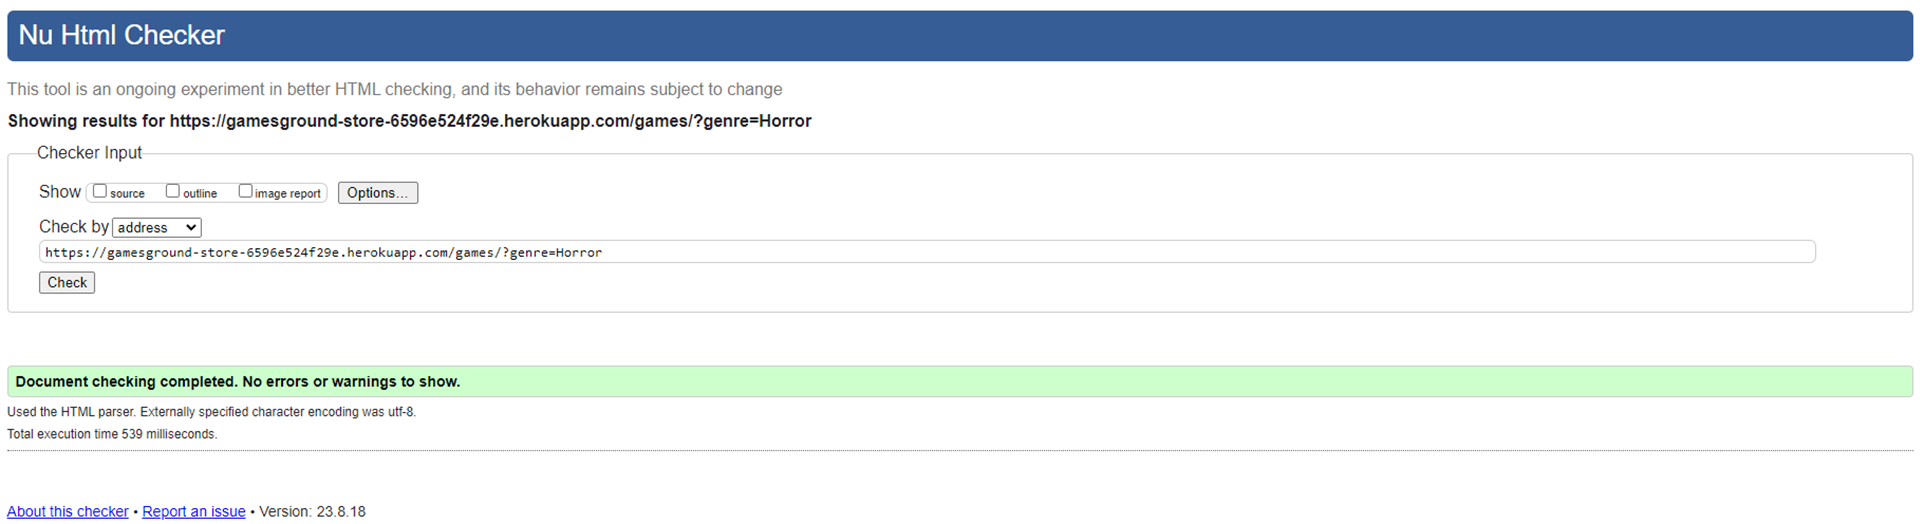 Nu Html Checker
This tool is an ongoing experiment in better HTML checking, and its behavior remains subject to change
Showing results for https://gamesground-store-6596e524f29e.herokuapp.com/games/?genre=Horror
Checker Input
Show source outline image report Options...
Check by address
https://gamesground-store-6596e524f29e.herokuapp.com/games/?genre=Horror
Check
Document checking completed. No errors or warnings to show.
Used the HTML parser. Externally specified character encoding was utf-8.
Total execution time 539 milliseconds.
About this checker • Report an issue • Version: 23.8.18